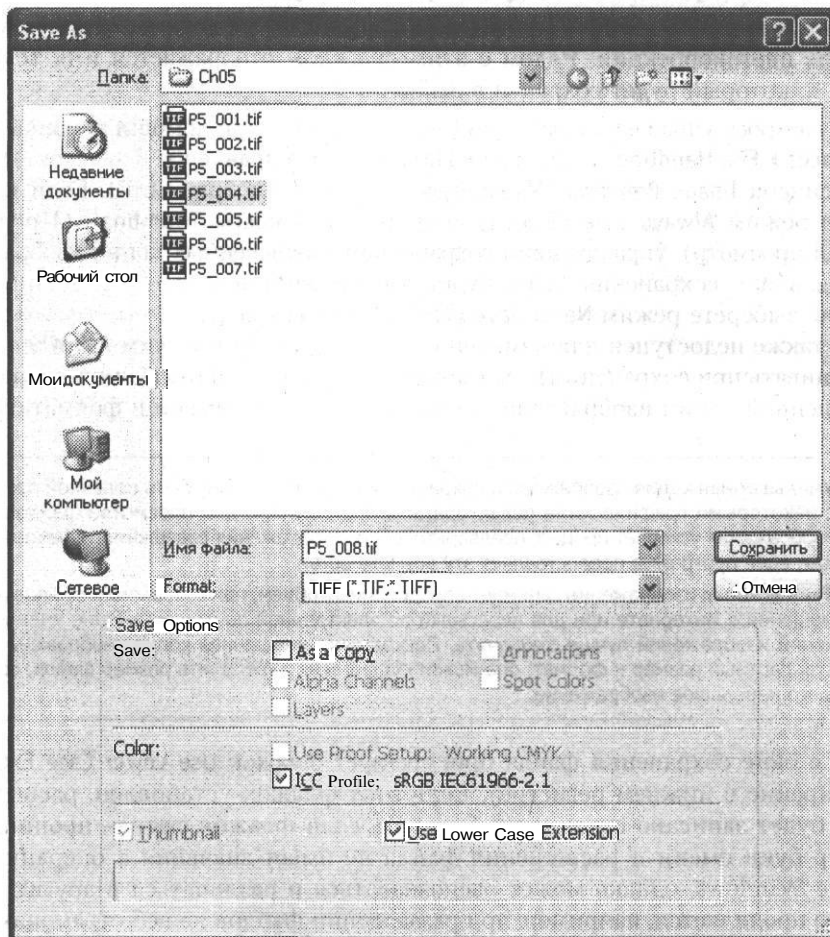 Save As
Папка:
Ch05
P5_001.tif
P5_002.tif
P5_003.tif
P5_004.tif
P5_005.tif
P5_006.tif
P5_007.tif
Недавние
документы
Рабочий стол
Мои документы
Мой
компьютер
Сетевое
Имя файла:
P5_008.tif
Сохранить
Format:
TIFF (*.TIF;*.TIFF)
Отмена
Save Options
Save:
As a Copy
Annotations
Alpha Channels
Spot Colors
Layers
Color:
Use Proof Setup: Working CMYK
ICC Profile: sRGB IEC61966-2.1
Thumbnail
Use Lower Case Extension